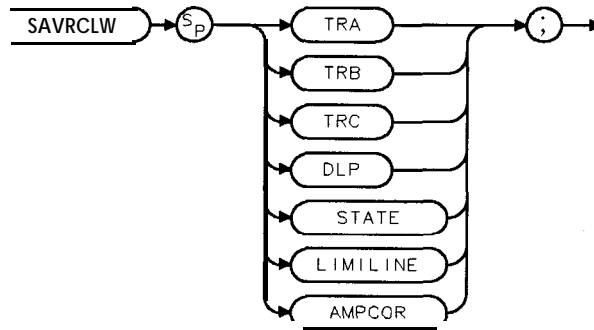 SAVRCLW SP TRA ;
TRB
TRC
DLP
STATE
LIMILINE
AMPCOR